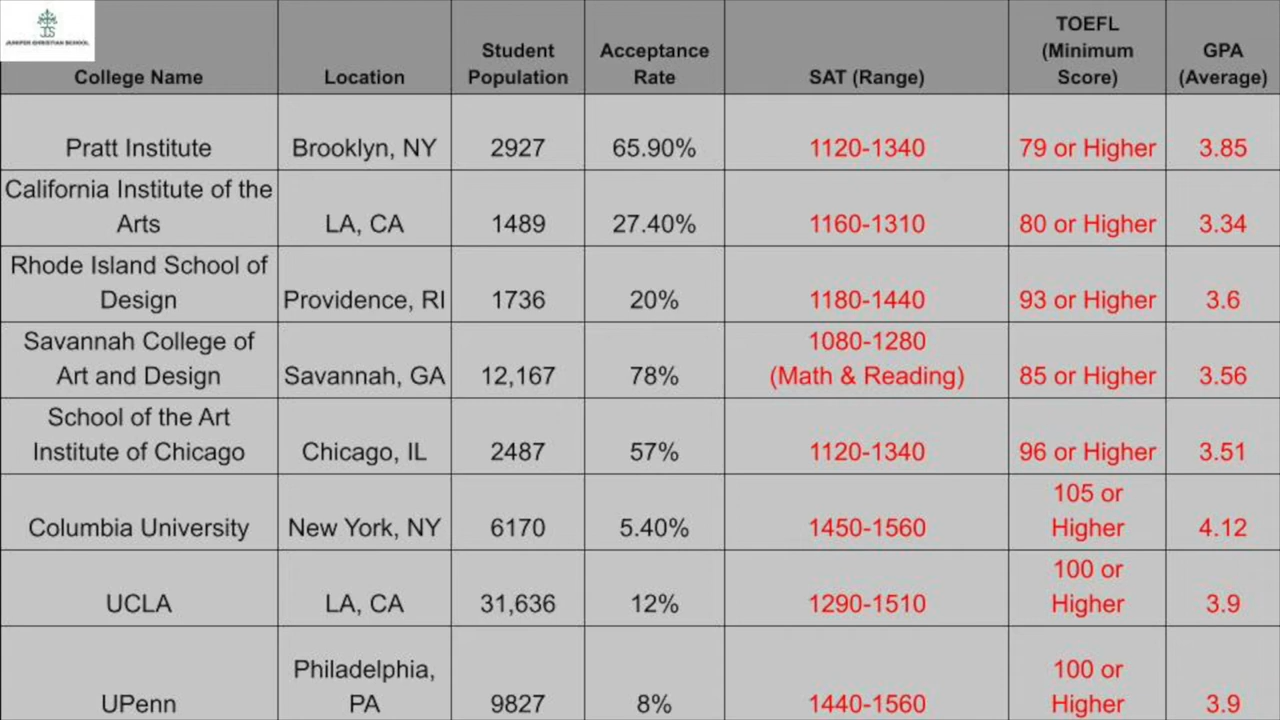 JS
JUNIPER CHRISTIAN SCHOOL
College Name
Location
Student
Population
Acceptance
Rate
SAT (Range)
TOEFL
(Minimum
Score)
GPA
(Average)
Pratt Institute
Brooklyn, NY
2927
65.90%
1120-1340
79 or Higher
3.85
California Institute of the
Arts
LA, CA
1489
27.40%
1160-1310
80 or Higher
3.34
Rhode Island School of
Design
Providence, RI
1736
20%
1180-1440
93 or Higher
3.6
Savannah College of
Art and Design
Savannah, GA
12,167
78%
1080-1280
(Math & Reading)
85 or Higher
3.56
School of the Art
Institute of Chicago
Chicago, IL
2487
57%
1120-1340
96 or Higher
3.51
Columbia University
New York, NY
6170
5.40%
1450-1560
105 or
Higher
4.12
UCLA
LA, CA
31,636
12%
1290-1510
100 or
Higher
3.9
UPenn
Philadelphia,
PA
9827
8%
1440-1560
100 or
Higher
3.9